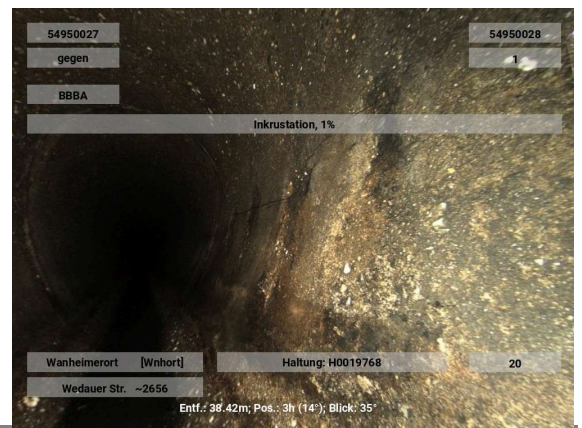 54950027 54950028
gegen 1
BBBA
Inkrustation, 1%
Wanheimerort [Wnhort] Haltung: H0019768 20
Wedauer Str. ~2656
Entf.: 38.42m; Pos.: 3h (14°); Blick: 35°